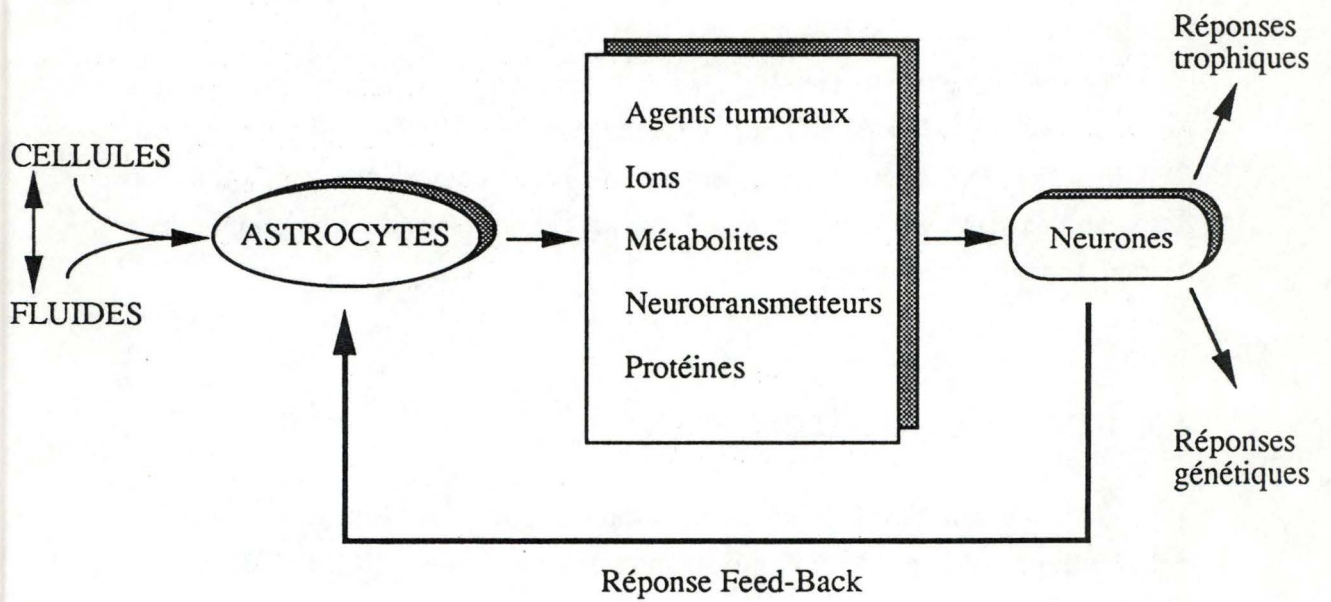 CELLULES
FLUIDES
ASTROCYTES
Agents tumoraux
Ions
Métabolites
Neurotransmetteurs
Protéines
Neurones
Réponses
trophiques
Réponses
génétiques
Réponse Feed-Back